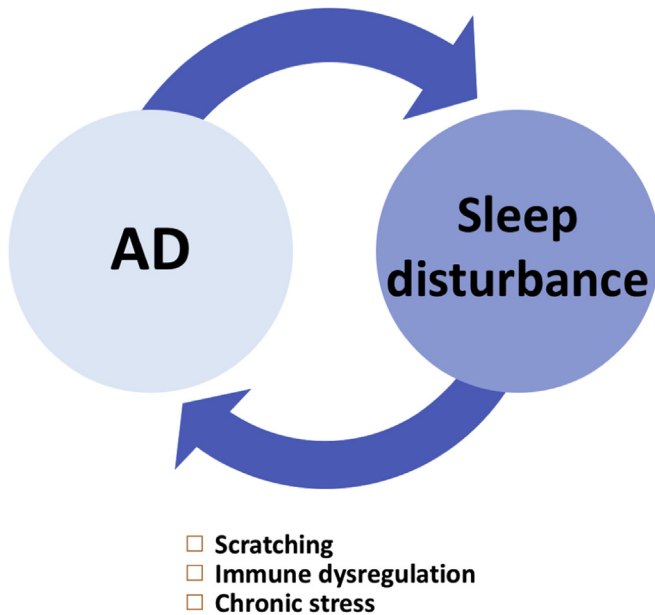 AD
Sleep
disturbance
□ Scratching
□ Immune dysregulation
□ Chronic stress